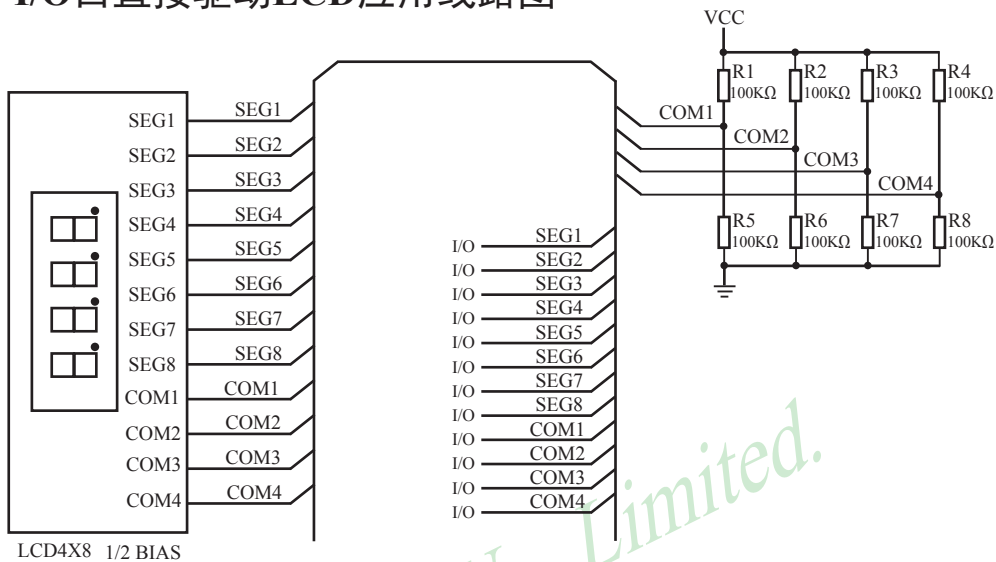 I/O口直接驱动LCD应用线路图
VCC
R1
100KΩ
R2
100KΩ
R3
100KΩ
R4
100KΩ
COM1
COM2
COM3
COM4
R5
100KΩ
R6
100KΩ
R7
100KΩ
R8
100KΩ
SEG1 SEG1
SEG2 SEG2
SEG3 SEG3
SEG4 SEG4
SEG5 SEG5
SEG6 SEG6
SEG7 SEG7
SEG8 SEG8
COM1 COM1
COM2 COM2
COM3 COM3
COM4 COM4
I/O SEG1
I/O SEG2
I/O SEG3
I/O SEG4
I/O SEG5
I/O SEG6
I/O SEG7
I/O SEG8
I/O COM1
I/O COM2
I/O COM3
I/O COM4
LCD4X8 1/2 BIAS
Limited.